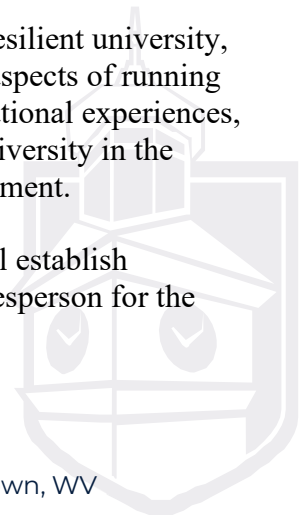 esilient university,
spects of running
tional experiences,
iversity in the
ment.
l establish
esperson for the
wn, WV